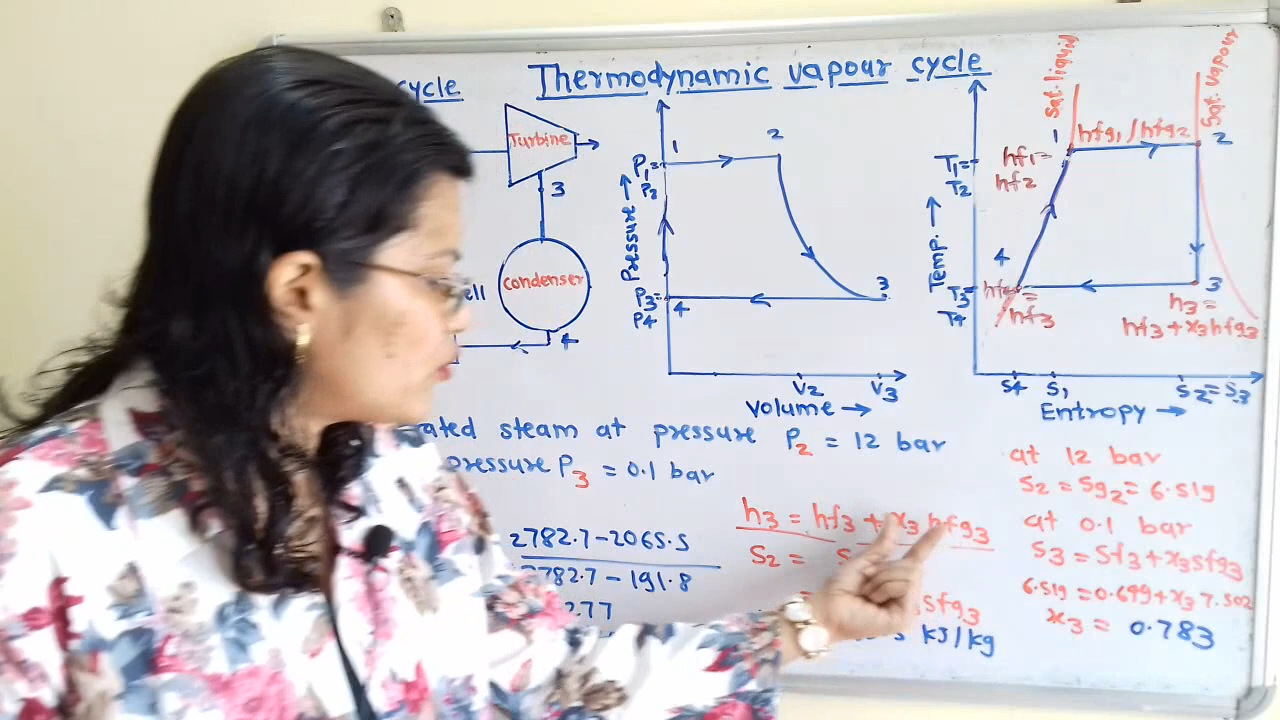 cycle
Thermodynamic vapour cycle
Turbine
3
condenser
ell
4
Pressure →
P1=
P2
P3=
P4
1
2
3
4
V2
V3
Volume →
Sat. liquid
Sat. vapour
Temp. →
T1=
T2
T3=
T4
1
hfg1/hfg2
2
hf1=
hf2
4
hf3
3
h3=
hf3+x3hfg3
S4
S1
S2=S3
Entropy →
ated steam at pressure P2 = 12 bar
pressure P3 = 0.1 bar
2782.7-2065.5
2782.7-191.8
2.77
h3 = hf3 + x3 hfg3
S2 =
sfg3
kJ/kg
at 12 bar
S2 = Sg2 = 6.519
at 0.1 bar
S3 = Sf3+x3sfg3
6.519 = 0.649+x3 7.502
x3 = 0.783